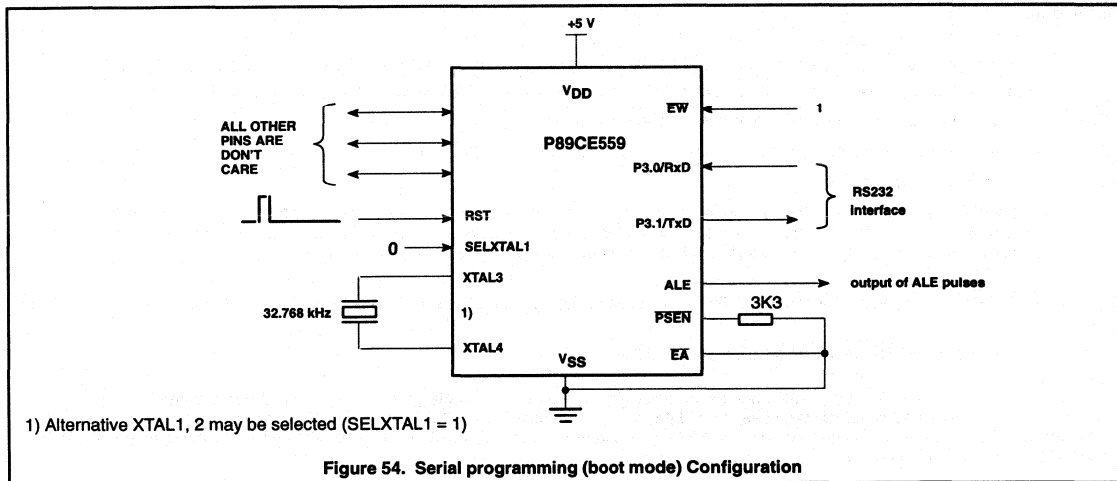 +5 V
VDD
P89CE559
EW
1
ALL OTHER
PINS ARE
DON'T
CARE
P3.0/RxD
RS232
interface
P3.1/TxD
RST
0
SELXTAL1
XTAL3
ALE
output of ALE pulses
32.768 kHz
1)
3K3
PSEN
XTAL4
EA
VSS
1) Alternative XTAL1, 2 may be selected (SELXTAL1 = 1)
Figure 54. Serial programming (boot mode) Configuration